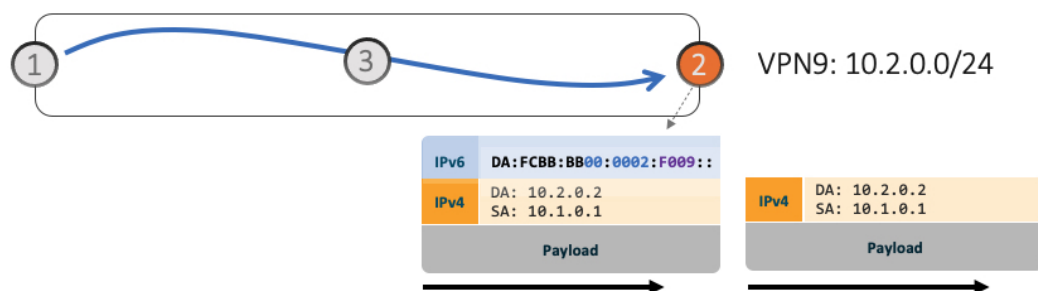 1
3
2
VPN9: 10.2.0.0/24
IPv6 DA:FCBB:BB00:0002:F009::
IPv4 DA: 10.2.0.2
SA: 10.1.0.1
Payload
IPv4 DA: 10.2.0.2
SA: 10.1.0.1
Payload